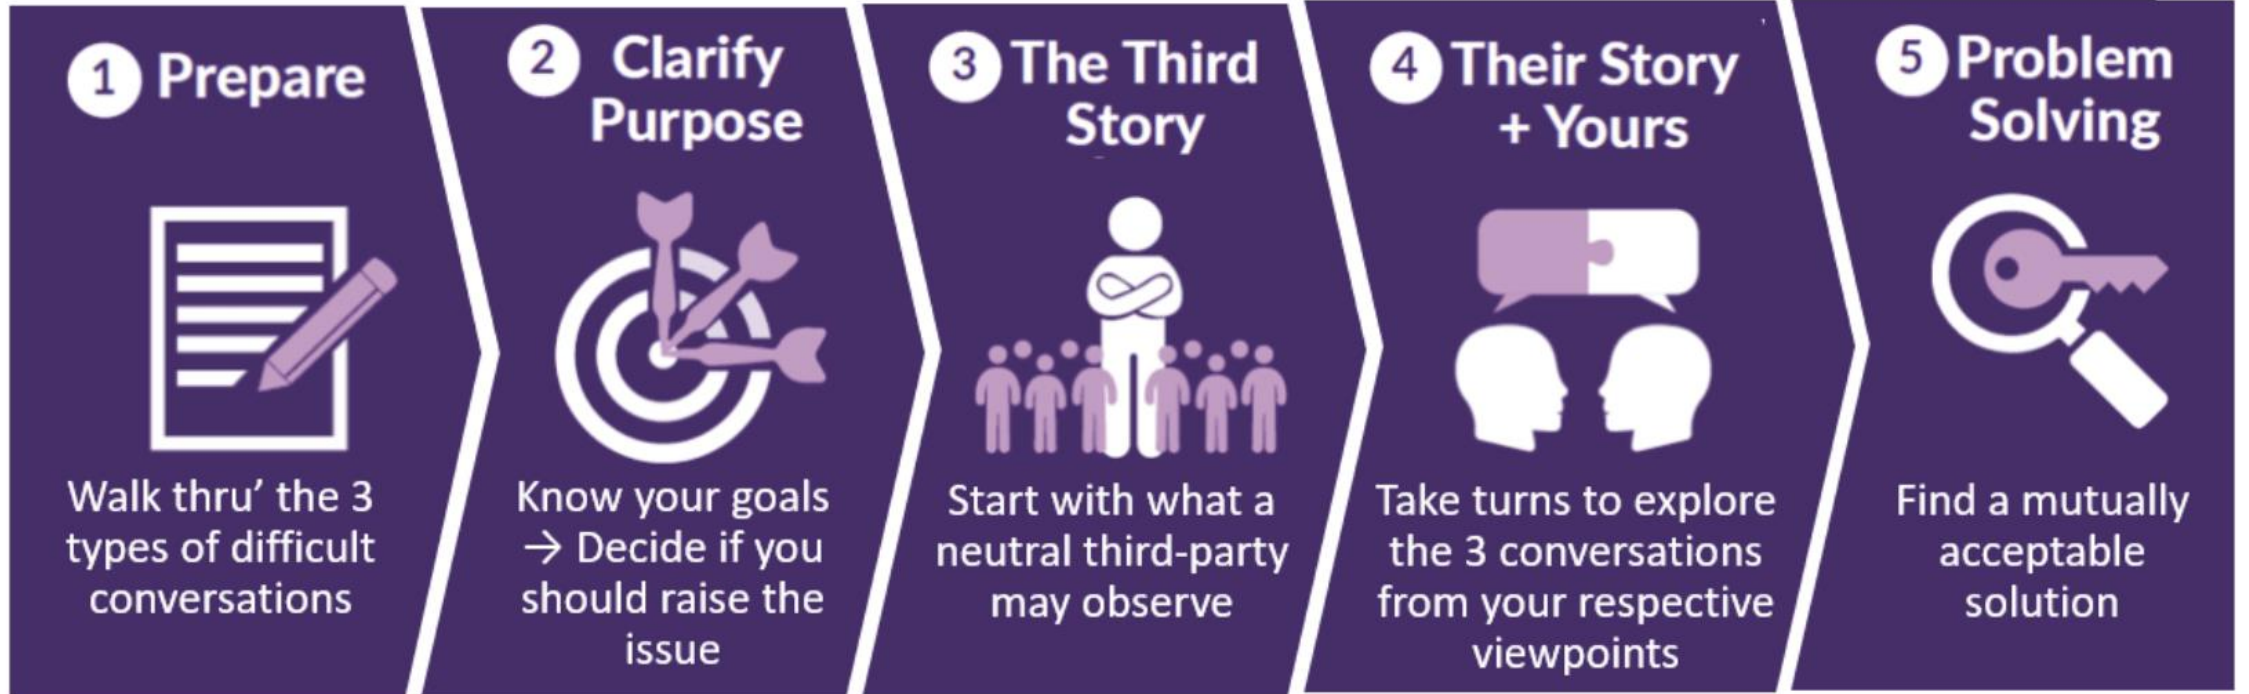 1 Prepare
Walk thru’ the 3
types of difficult
conversations
2 Clarify
Purpose
Know your goals
→ Decide if you
should raise the
issue
3 The Third
Story
Start with what a
neutral third-party
may observe
4 Their Story
+ Yours
Take turns to explore
the 3 conversations
from your respective
viewpoints
5 Problem
Solving
Find a mutually
acceptable
solution